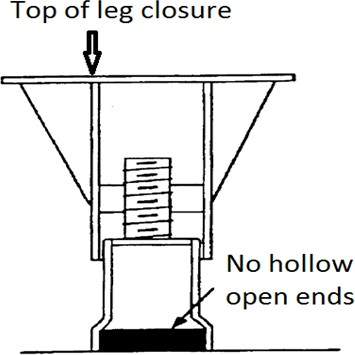 Top of leg closure
No hollow
open ends